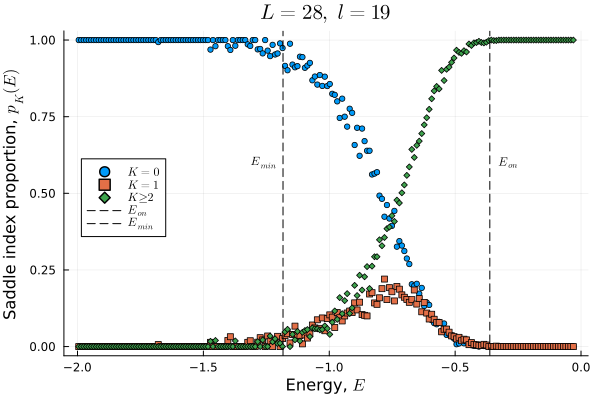 L = 28, l = 19
Saddle index proportion, p_K(E)
1.00
0.75
0.50
0.25
0.00
E_min
E_on
K = 0
K = 1
K≥2
E_on
E_min
−2.0
−1.5
−1.0
−0.5
0.0
Energy, E